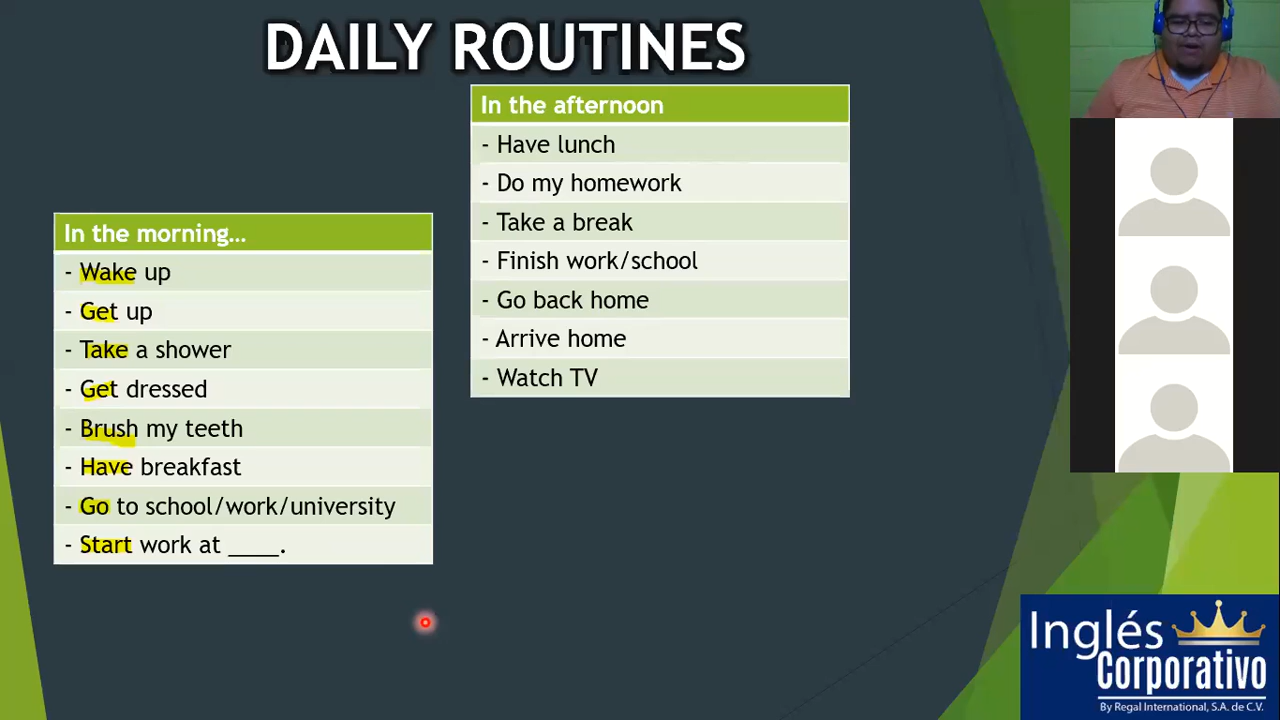 DAILY ROUTINES
In the morning…
- Wake up
- Get up
- Take a shower
- Get dressed
- Brush my teeth
- Have breakfast
- Go to school/work/university
- Start work at ____.
In the afternoon
- Have lunch
- Do my homework
- Take a break
- Finish work/school
- Go back home
- Arrive home
- Watch TV
Inglés
Corporativo
By Regal International, S.A. de C.V.